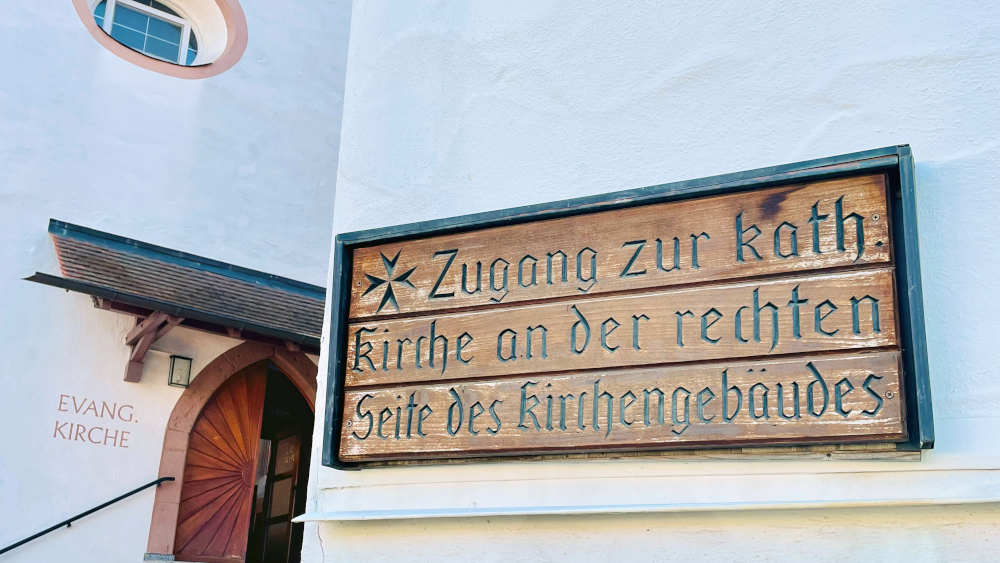 EVANG.
KIRCHE
Zugang zur kath.
Kirche an der rechten
Seite des Kirchengebäudes